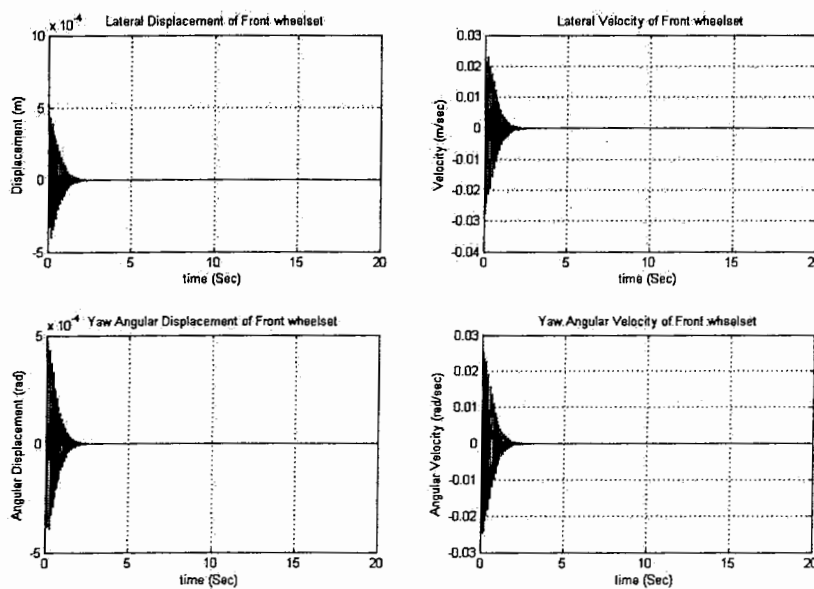 Lateral Displacement of Front wheelset
x 10⁻⁴
10
5
0
-5
Displacement (m)
0 5 10 15 20
time (Sec)
Lateral Velocity of Front wheelset
0.03
0.02
0.01
0
-0.01
-0.02
-0.03
-0.04
Velocity (m/sec)
0 5 10 15 20
time (Sec)
x 10⁻⁴ Yaw Angular Displacement of Front wheelset
5
0
-5
Angular Displacement (rad)
0 5 10 15 20
time (Sec)
Yaw Angular Velocity of Front wheelset
0.03
0.02
0.01
0
-0.01
-0.02
-0.03
Angular Velocity (rad/sec)
0 5 10 15 20
time (Sec)